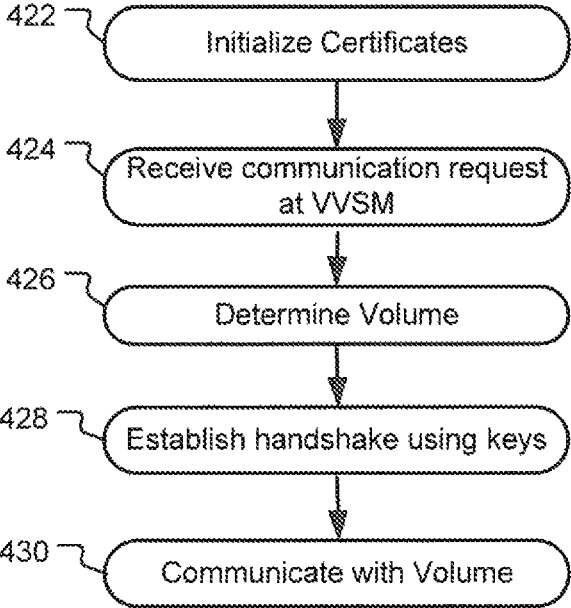 422
Initialize Certificates
424
Receive communication request
at VVSM
426
Determine Volume
428
Establish handshake using keys
430
Communicate with Volume